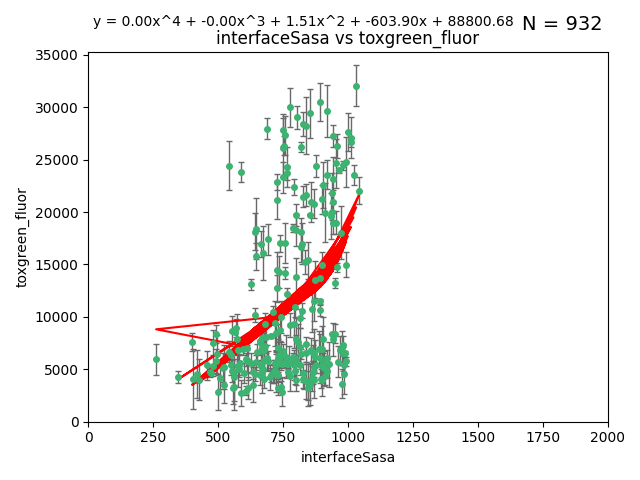 y = 0.00x^4 + -0.00x^3 + 1.51x^2 + -603.90x + 88800.68 N = 932
interfaceSasa vs toxgreen_fluor
35000
30000
25000
20000
15000
10000
5000
0
toxgreen_fluor
0 250 500 750 1000 1250 1500 1750 2000
interfaceSasa